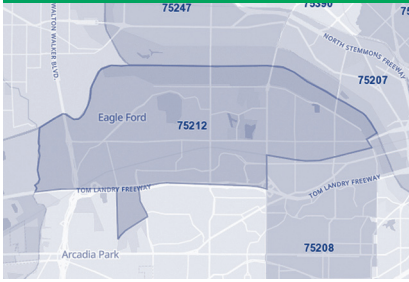 75247
75390
75
WALTON WALKER BLVD.
NORTH STEMMONS FREEWAY
75207
Eagle Ford
75212
TOM LANDRY FREEWAY
TOM LANDRY FREEWAY
75208
Arcadia Park